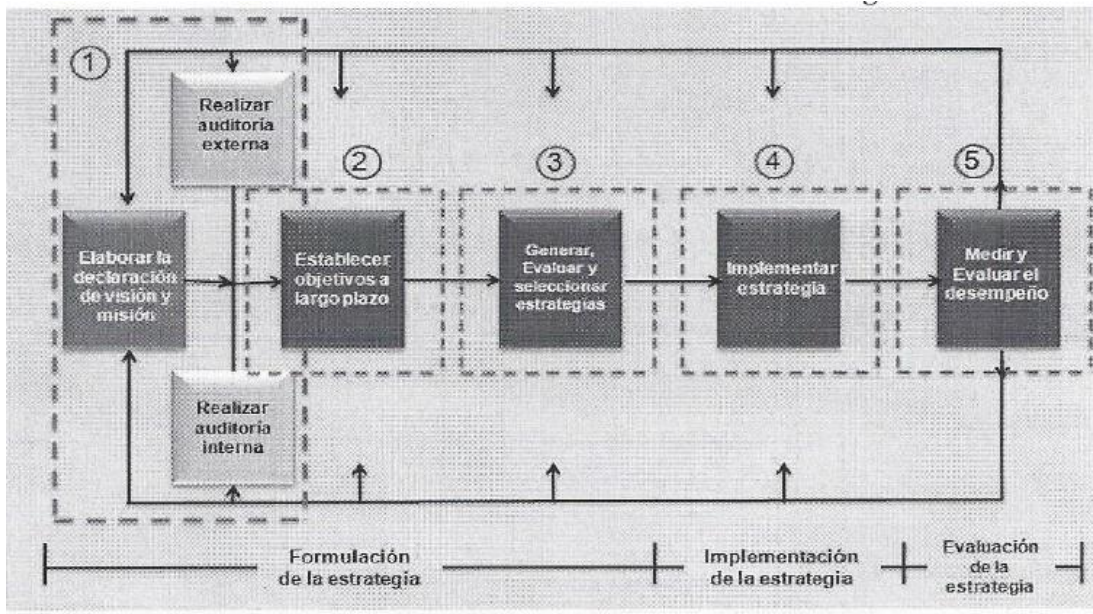 1
Realizar
auditoría
externa
2
3
4
5
Elaborar la
declaración
de visión y
misión
Establecer
objetivos a
largo plazo
Generar,
Evaluar y
seleccionar
estrategias
Implementar
estrategia
Medir y
Evaluar el
desempeño
Realizar
auditoría
interna
Formulación
de la estrategia
Implementación
de la estrategia
Evaluación
de la
estrategia